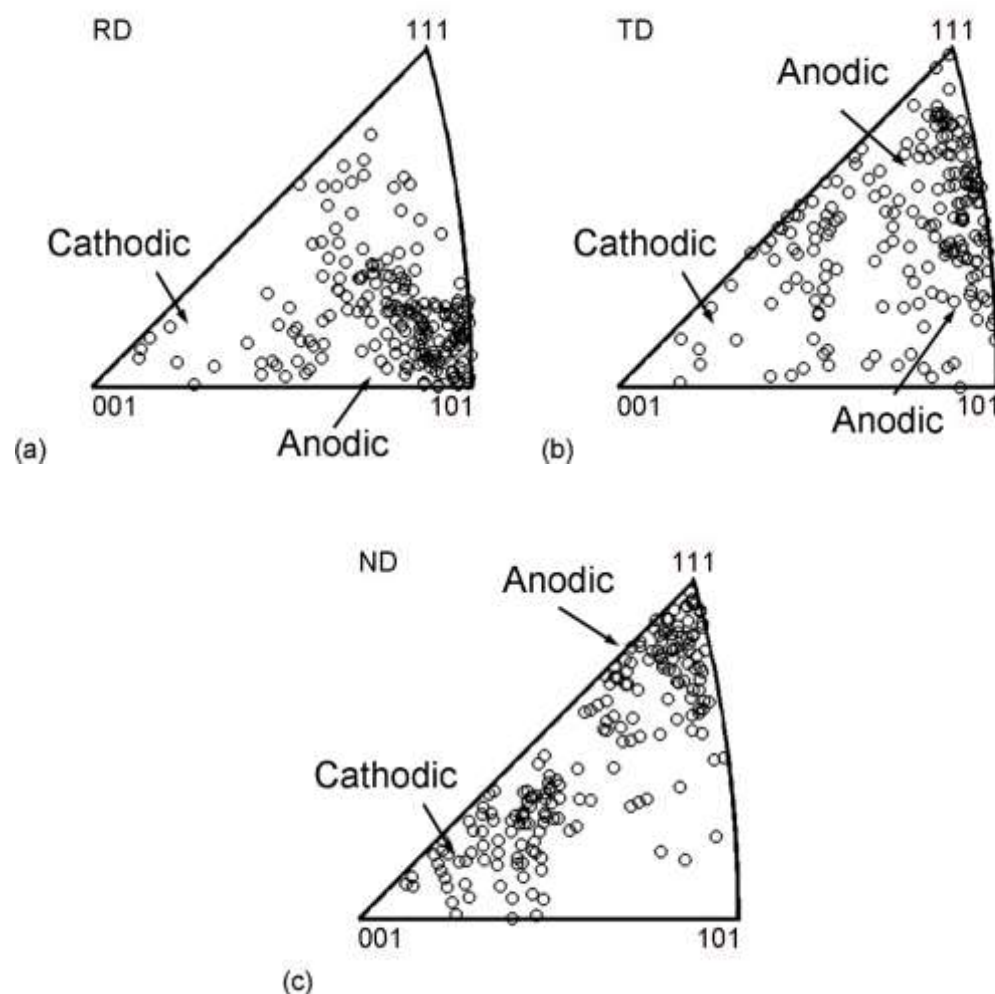 RD
111
Cathodic
001
101
Anodic
(a)
TD
111
Anodic
Cathodic
001
101
Anodic
(b)
ND
111
Anodic
Cathodic
001
101
(c)